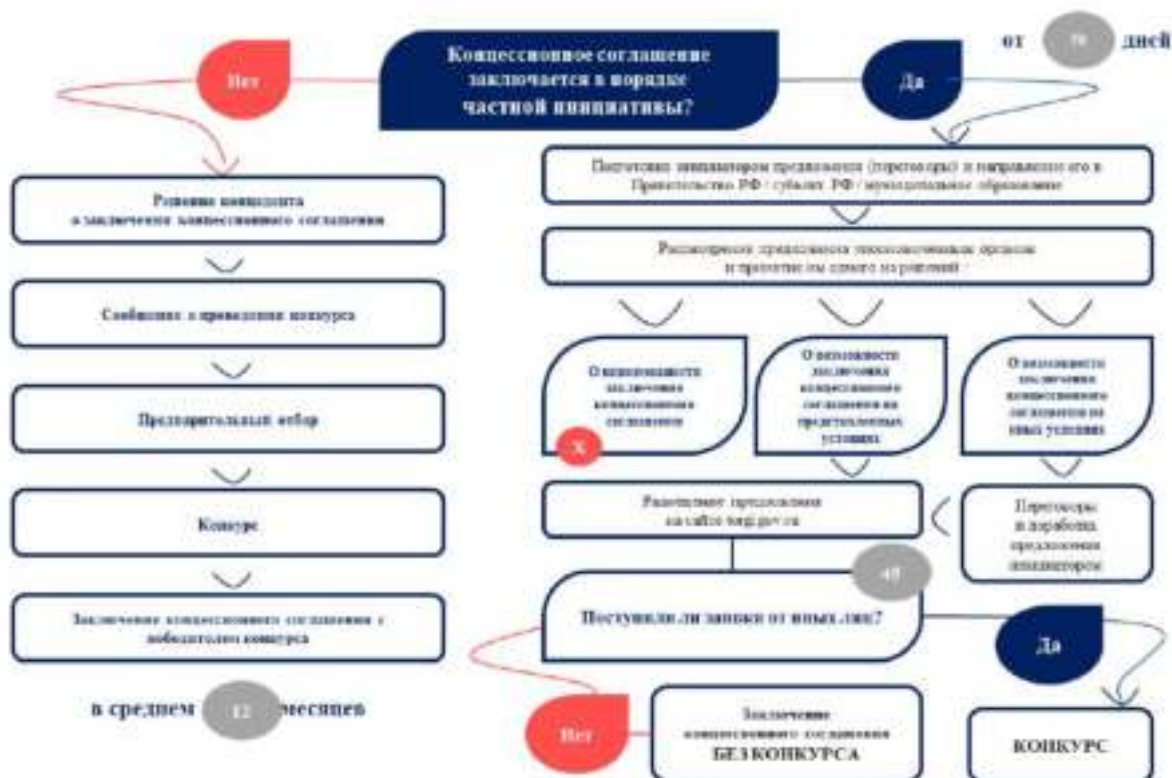 Концессионное соглашение
заключается в порядке
частной инициативы?
Нет
Да
от
дней
Решение концедента
о заключении концессионного соглашения
Сообщение о проведении конкурса
Предварительный отбор
Конкурс
Заключение концессионного соглашения с
победителем конкурса
в среднем 12 месяцев
Подготовка инициатором предложения (переговоры) и направление его в
Правительство РФ / субъект РФ / муниципальное образование
Рассмотрение предложения уполномоченным органом
и принятие им одного из решений
О невозможности
заключения
концессионного
соглашения
X
О возможности
заключения
концессионного
соглашения на
представленных
условиях
О возможности
заключения
концессионного
соглашения на
иных условиях
Размещение предложения
на сайте torgi.gov.ru
Переговоры
и доработка
предложения
инициатором
45
Поступили ли заявки от иных лиц?
Нет
Да
Заключение
концессионного соглашения
БЕЗ КОНКУРСА
КОНКУРС